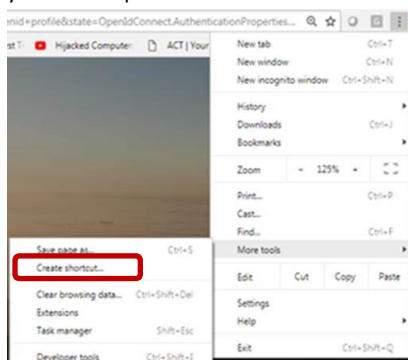 enid+profile&state=OpenIdConnect.AuthenticationProperties...
Hijacked Computer: ACT | Your
New tab Ctrl+T
New window Ctrl+N
New incognito window Ctrl+Shift+N
History
Downloads Ctrl+J
Bookmarks
Zoom - 125% +
Print... Ctrl+P
Cast...
Find... Ctrl+F
More tools
Edit Cut Copy Paste
Settings
Help
Exit Ctrl+Shift+Q
Save page as... Ctrl+S
Create shortcut...
Clear browsing data... Ctrl+Shift+Del
Extensions
Task manager Shift+Esc
Developer tools Ctrl+Shift+I